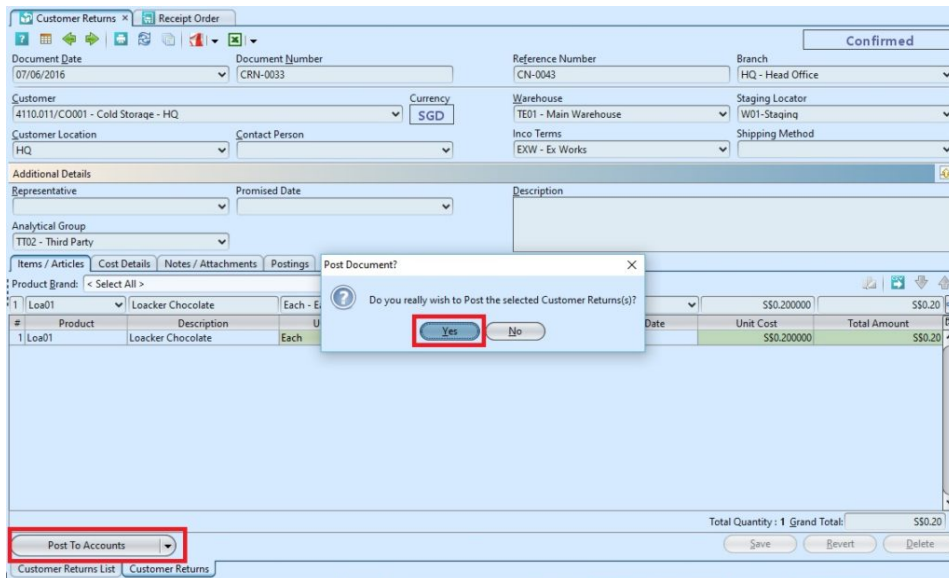 Customer Returns × Receipt Order
Confirmed
Document Date Document Number Reference Number Branch
07/06/2016 CRN-0033 CN-0043 HQ - Head Office
Customer Currency Warehouse Staging Locator
4110.011/CO001 - Cold Storage - HQ SGD TE01 - Main Warehouse W01-Staging
Customer Location Contact Person Inco Terms Shipping Method
HQ EXW - Ex Works
Additional Details
Representative Promised Date Description
Analytical Group
TT02 - Third Party
Items / Articles Cost Details Notes / Attachments Postings Post Document? ×
Product Brand: < Select All >
Do you really wish to Post the selected Customer Returns(s)?
1 Loa01 Loacker Chocolate Each - Ea S$0.200000 S$0.20
Yes No
# Product Description U Date Unit Cost Total Amount
1 Loa01 Loacker Chocolate Each S$0.200000 S$0.20
Total Quantity : 1 Grand Total: S$0.20
Post To Accounts Save Revert Delete
Customer Returns List Customer Returns